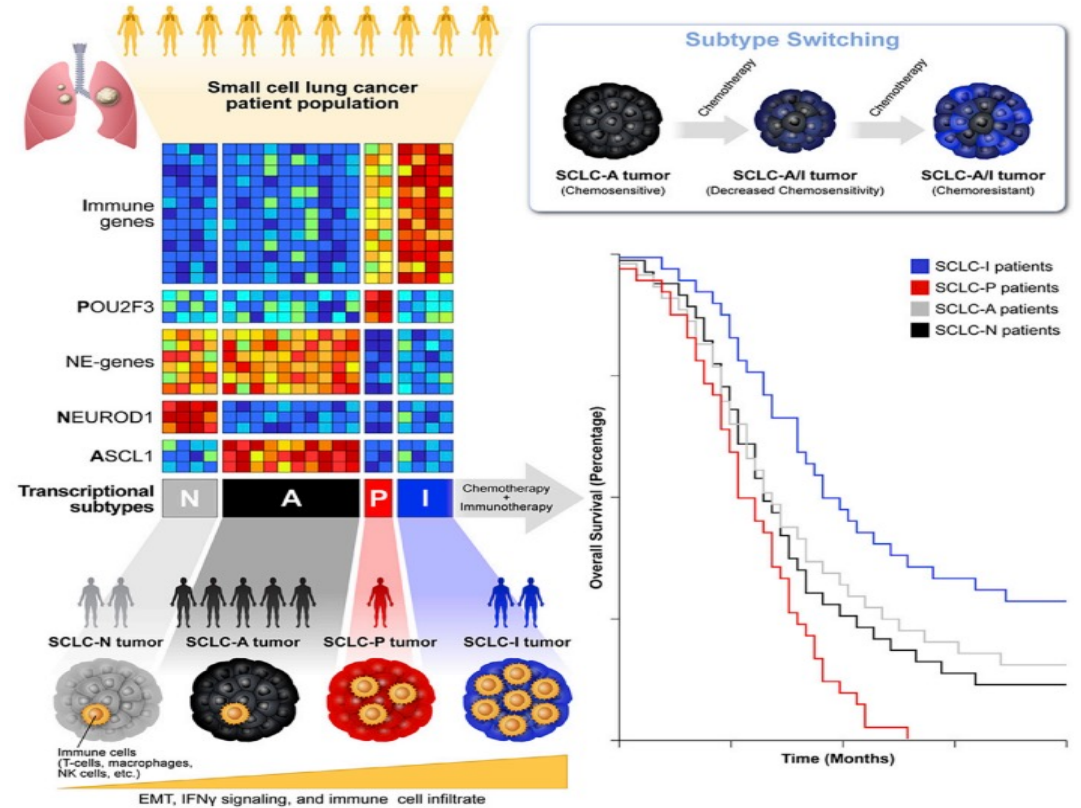 Small cell lung cancer
patient population
Immune
genes
POU2F3
NE-genes
NEUROD1
ASCL1
Transcriptional
subtypes
N
A
P
I
Chemotherapy
+
Immunotherapy
SCLC-N tumor
SCLC-A tumor
SCLC-P tumor
SCLC-I tumor
Immune cells
(T-cells, macrophages,
NK cells, etc.)
EMT, IFNγ signaling, and immune cell infiltrate
Subtype Switching
Chemotherapy
Chemotherapy
SCLC-A tumor
(Chemosensitive)
SCLC-A/I tumor
(Decreased Chemosensitivity)
SCLC-A/I tumor
(Chemoresistant)
SCLC-I patients
SCLC-P patients
SCLC-A patients
SCLC-N patients
Overall Survival (Percentage)
Time (Months)